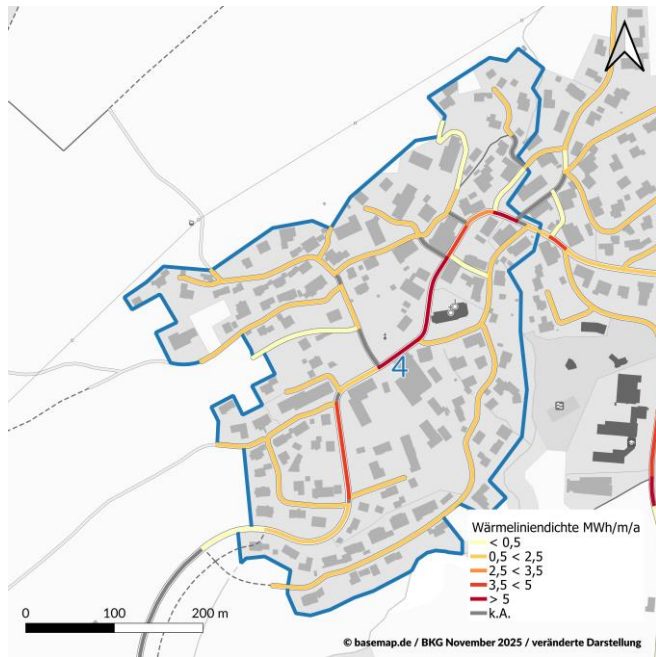 4
Wärmeliniendichte MWh/m/a
< 0,5
0,5 < 2,5
2,5 < 3,5
3,5 < 5
> 5
k.A.
0 100 200 m
© basemap.de / BKG November 2025 / veränderte Darstellung